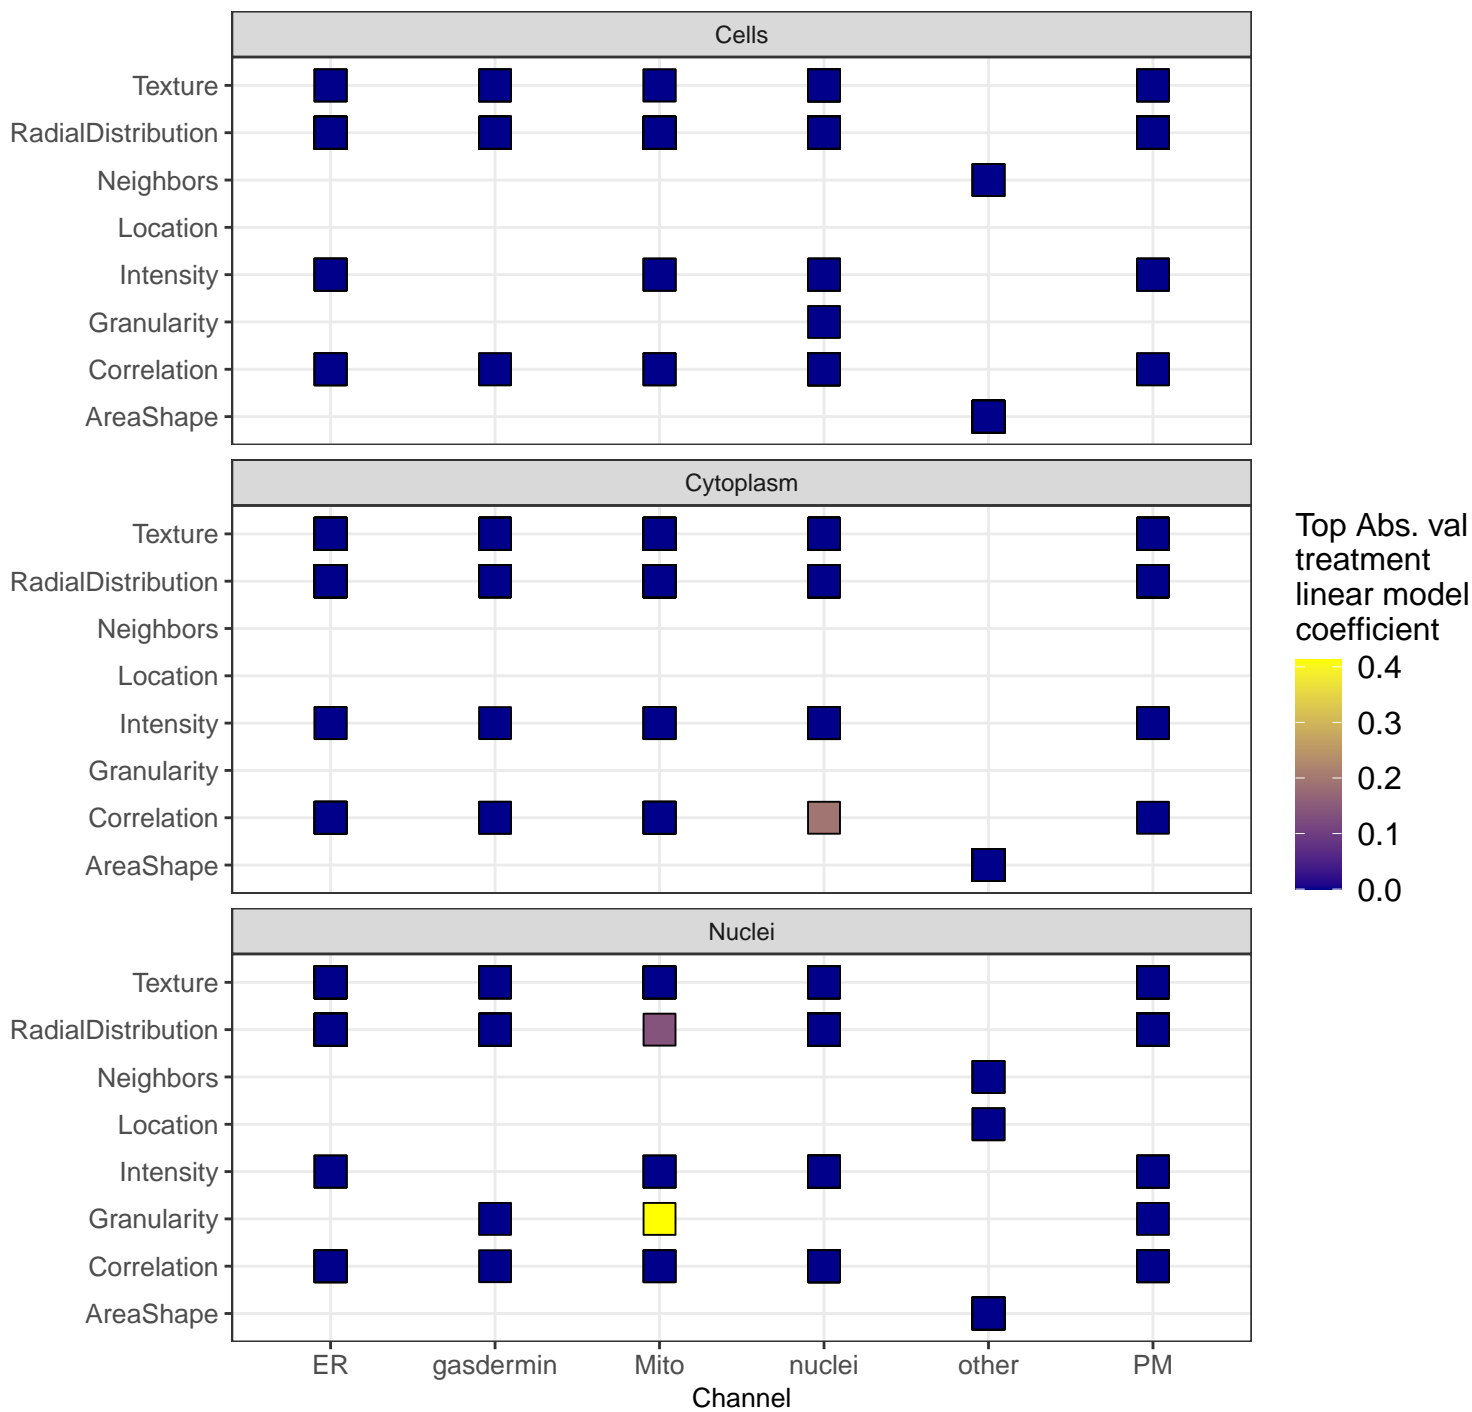 Cells
Texture
RadialDistribution
Neighbors
Location
Intensity
Granularity
Correlation
AreaShape
Cytoplasm
Texture
RadialDistribution
Neighbors
Location
Intensity
Granularity
Correlation
AreaShape
Nuclei
Texture
RadialDistribution
Neighbors
Location
Intensity
Granularity
Correlation
AreaShape
ER gasdermin Mito nuclei other PM
Channel
Top Abs. val
treatment
linear model
coefficient
0.4
0.3
0.2
0.1
0.0